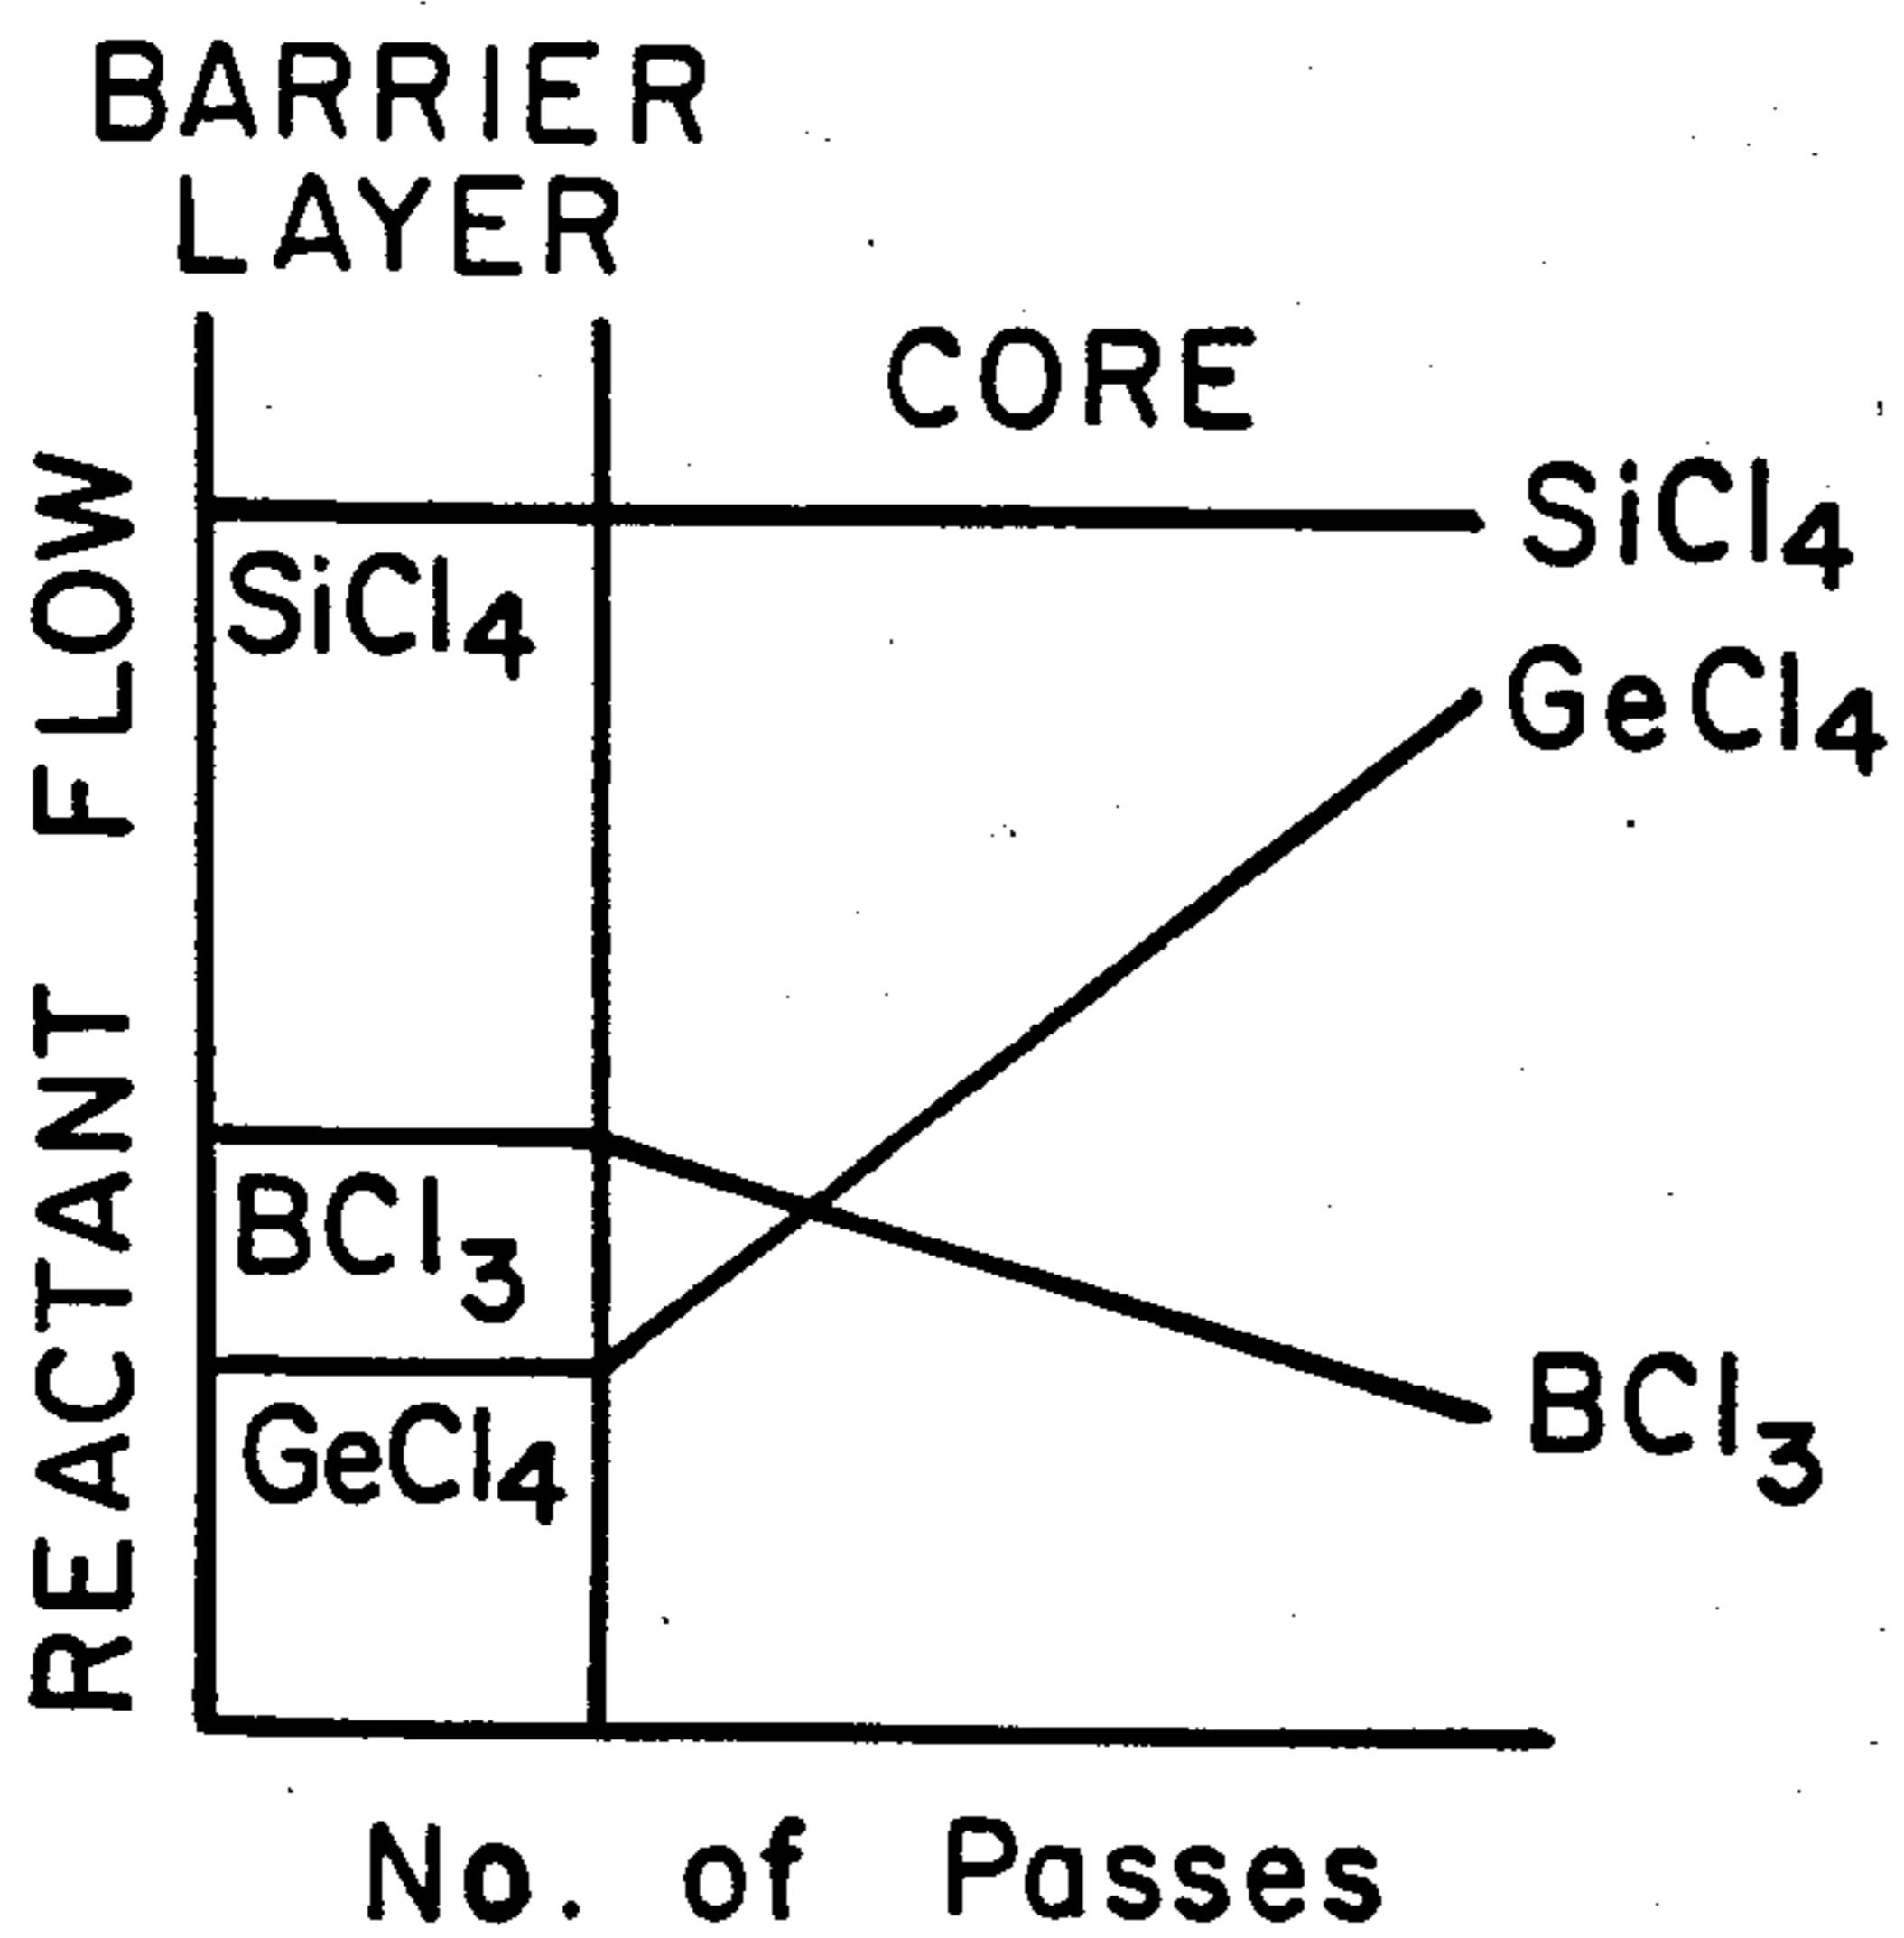 BARRIER
LAYER
CORE
REACTANT FLOW
SiCl4
SiCl4
GeCl4
BCl3
GeCl4
BCl3
No. of Passes